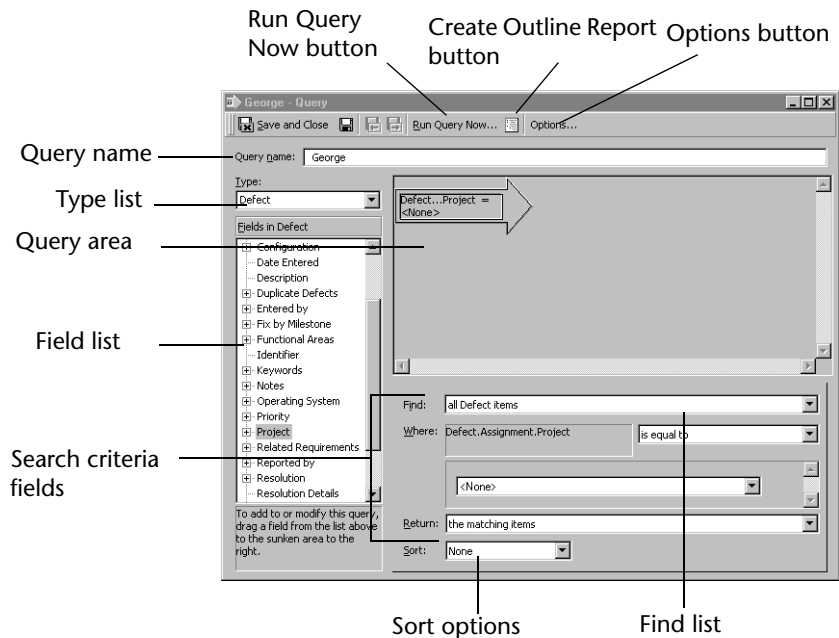 Run Query
Now button
Create Outline Report
button
Options button
George - Query
Save and Close
Run Query Now...
Options...
Query name
Query name: George
Type list
Type:
Defect
Query area
Fields in Defect
Defect...Project =
<None>
Configuration
Date Entered
Description
Duplicate Defects
Entered by
Fix by Milestone
Field list
Functional Areas
Identifier
Keywords
Notes
Operating System
Priority
Project
Related Requirements
Reported by
Resolution
Resolution Details
Search criteria
fields
To add to or modify this query,
drag a field from the list above
to the sunken area to the
right.
Find: all Defect items
Where: Defect.Assignment.Project is equal to
<None>
Return: the matching items
Sort: None
Sort options
Find list